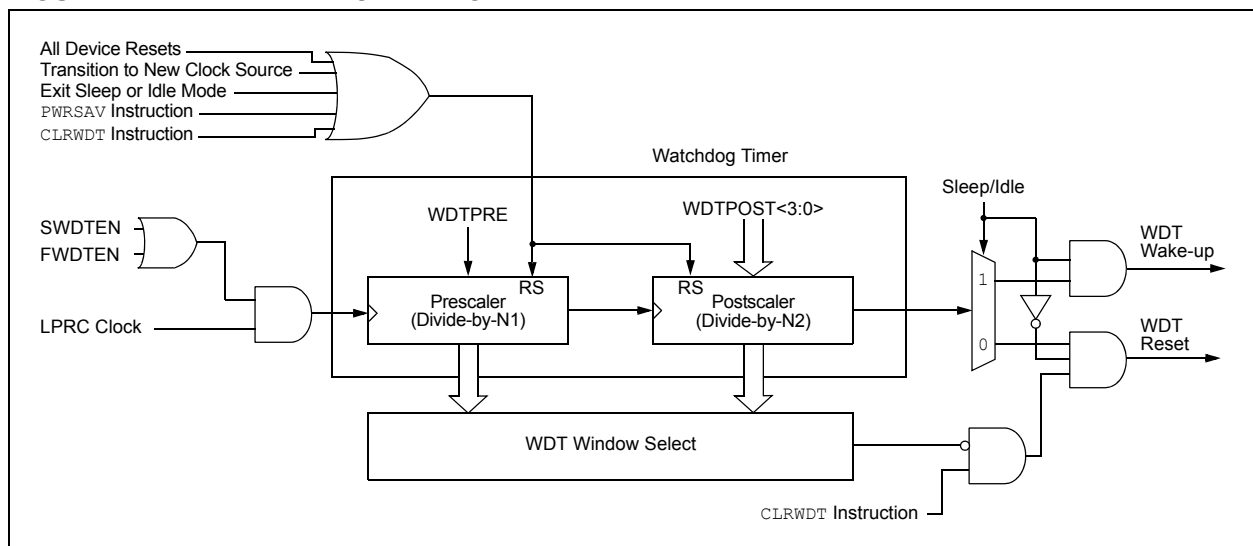 All Device Resets
Transition to New Clock Source
Exit Sleep or Idle Mode
PWRSAV Instruction
CLRWDT Instruction
Watchdog Timer
Sleep/Idle
SWDTEN
FWDTEN
WDTPRE
WDTPOST<3:0>
WDT
Wake-up
RS
RS
1
Prescaler
(Divide-by-N1)
Postscaler
(Divide-by-N2)
LPRC Clock
0
WDT
Reset
WDT Window Select
CLRWDT Instruction